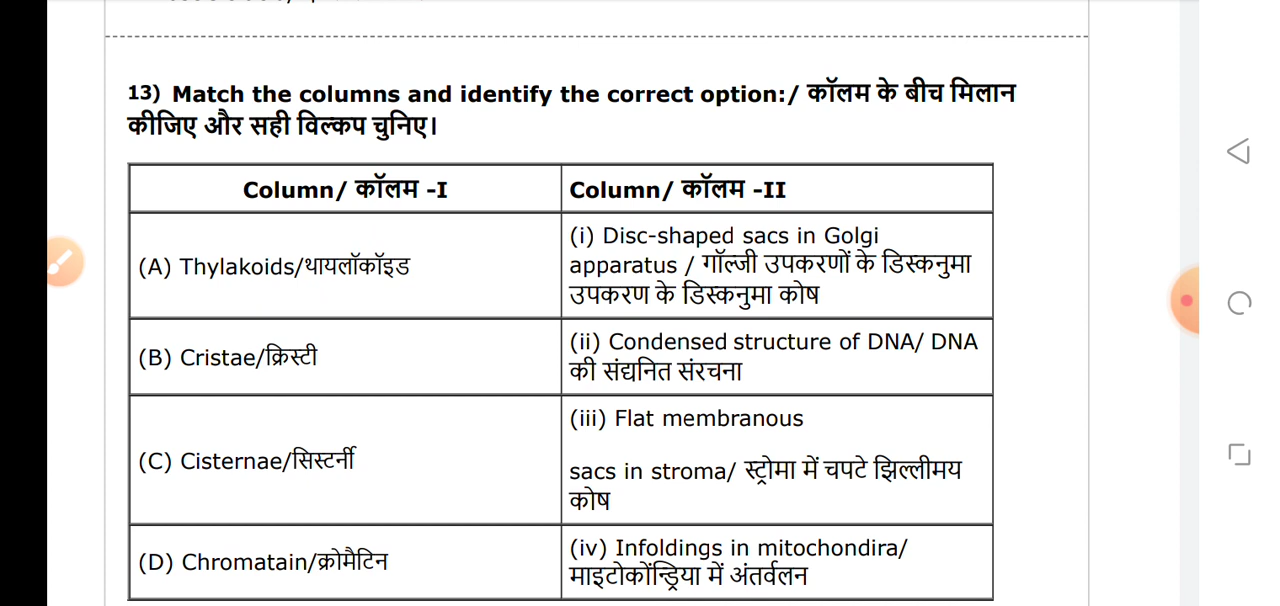 13) Match the columns and identify the correct option:/ कॉलम के बीच मिलान
कीजिए और सही विल्कप चुनिए।
Column/ कॉलम -I
Column/ कॉलम -II
(A) Thylakoids/थायलॉकॉइड
(i) Disc-shaped sacs in Golgi
apparatus / गॉल्जी उपकरणों के डिस्कनुमा
उपकरण के डिस्कनुमा कोष
(B) Cristae/क्रिस्टी
(ii) Condensed structure of DNA/ DNA
की संद्यनित संरचना
(C) Cisternae/सिस्टर्नी
(iii) Flat membranous
sacs in stroma/ स्ट्रोमा में चपटे झिल्लीमय
कोष
(D) Chromatain/क्रोमैटिन
(iv) Infoldings in mitochondira/
माइटोकोंन्ड्रिया में अंतर्वलन